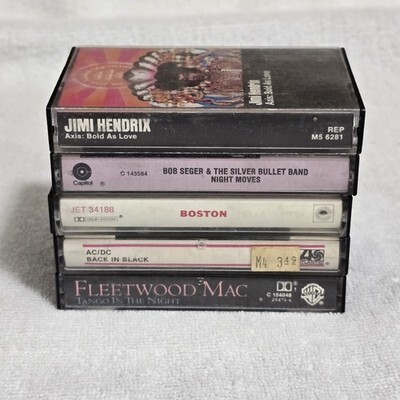 Jimi Hendrix
Axis: Bold As Love
JIMI HENDRIX
Axis: Bold As Love
REP
M5 6281
Capitol
C 143584
BOB SEGER & THE SILVER BULLET BAND
NIGHT MOVES
JET 34188
BOSTON
AC/DC
BACK IN BLACK
M4 3.49
FLEETWOOD MAC
TANGO IN THE NIGHT
C 154048